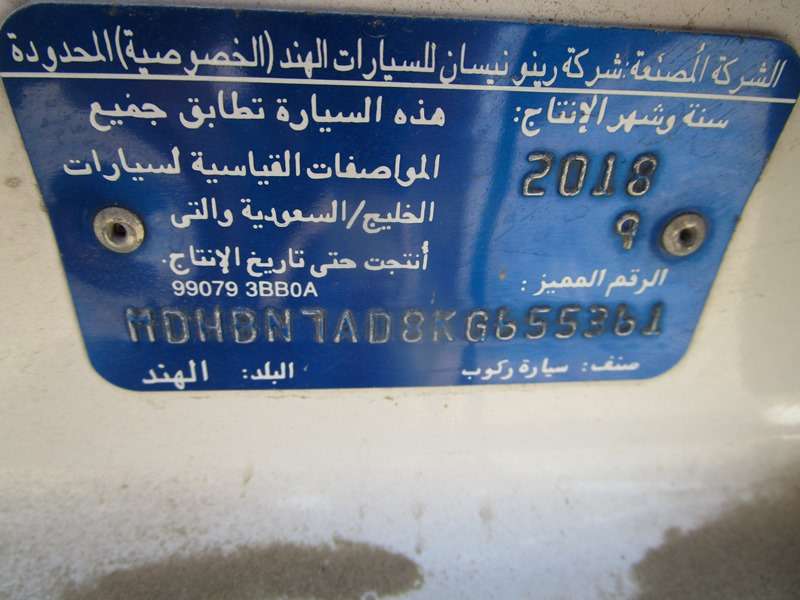 الشركة المصنعة: شركة رينو نيسان للسيارات الهند (الخصوصية) المحدودة
سنة وشهر الإنتاج:
2018
9
الرقم المميز:
هذه السيارة تطابق جميع
المواصفات القياسية لسيارات
الخليج/السعودية والتى
أنتجت حتى تاريخ الإنتاج.
99079 3BB0A
MDHBN7AD8KG655361
صنف: سيارة ركوب
البلد: الهند